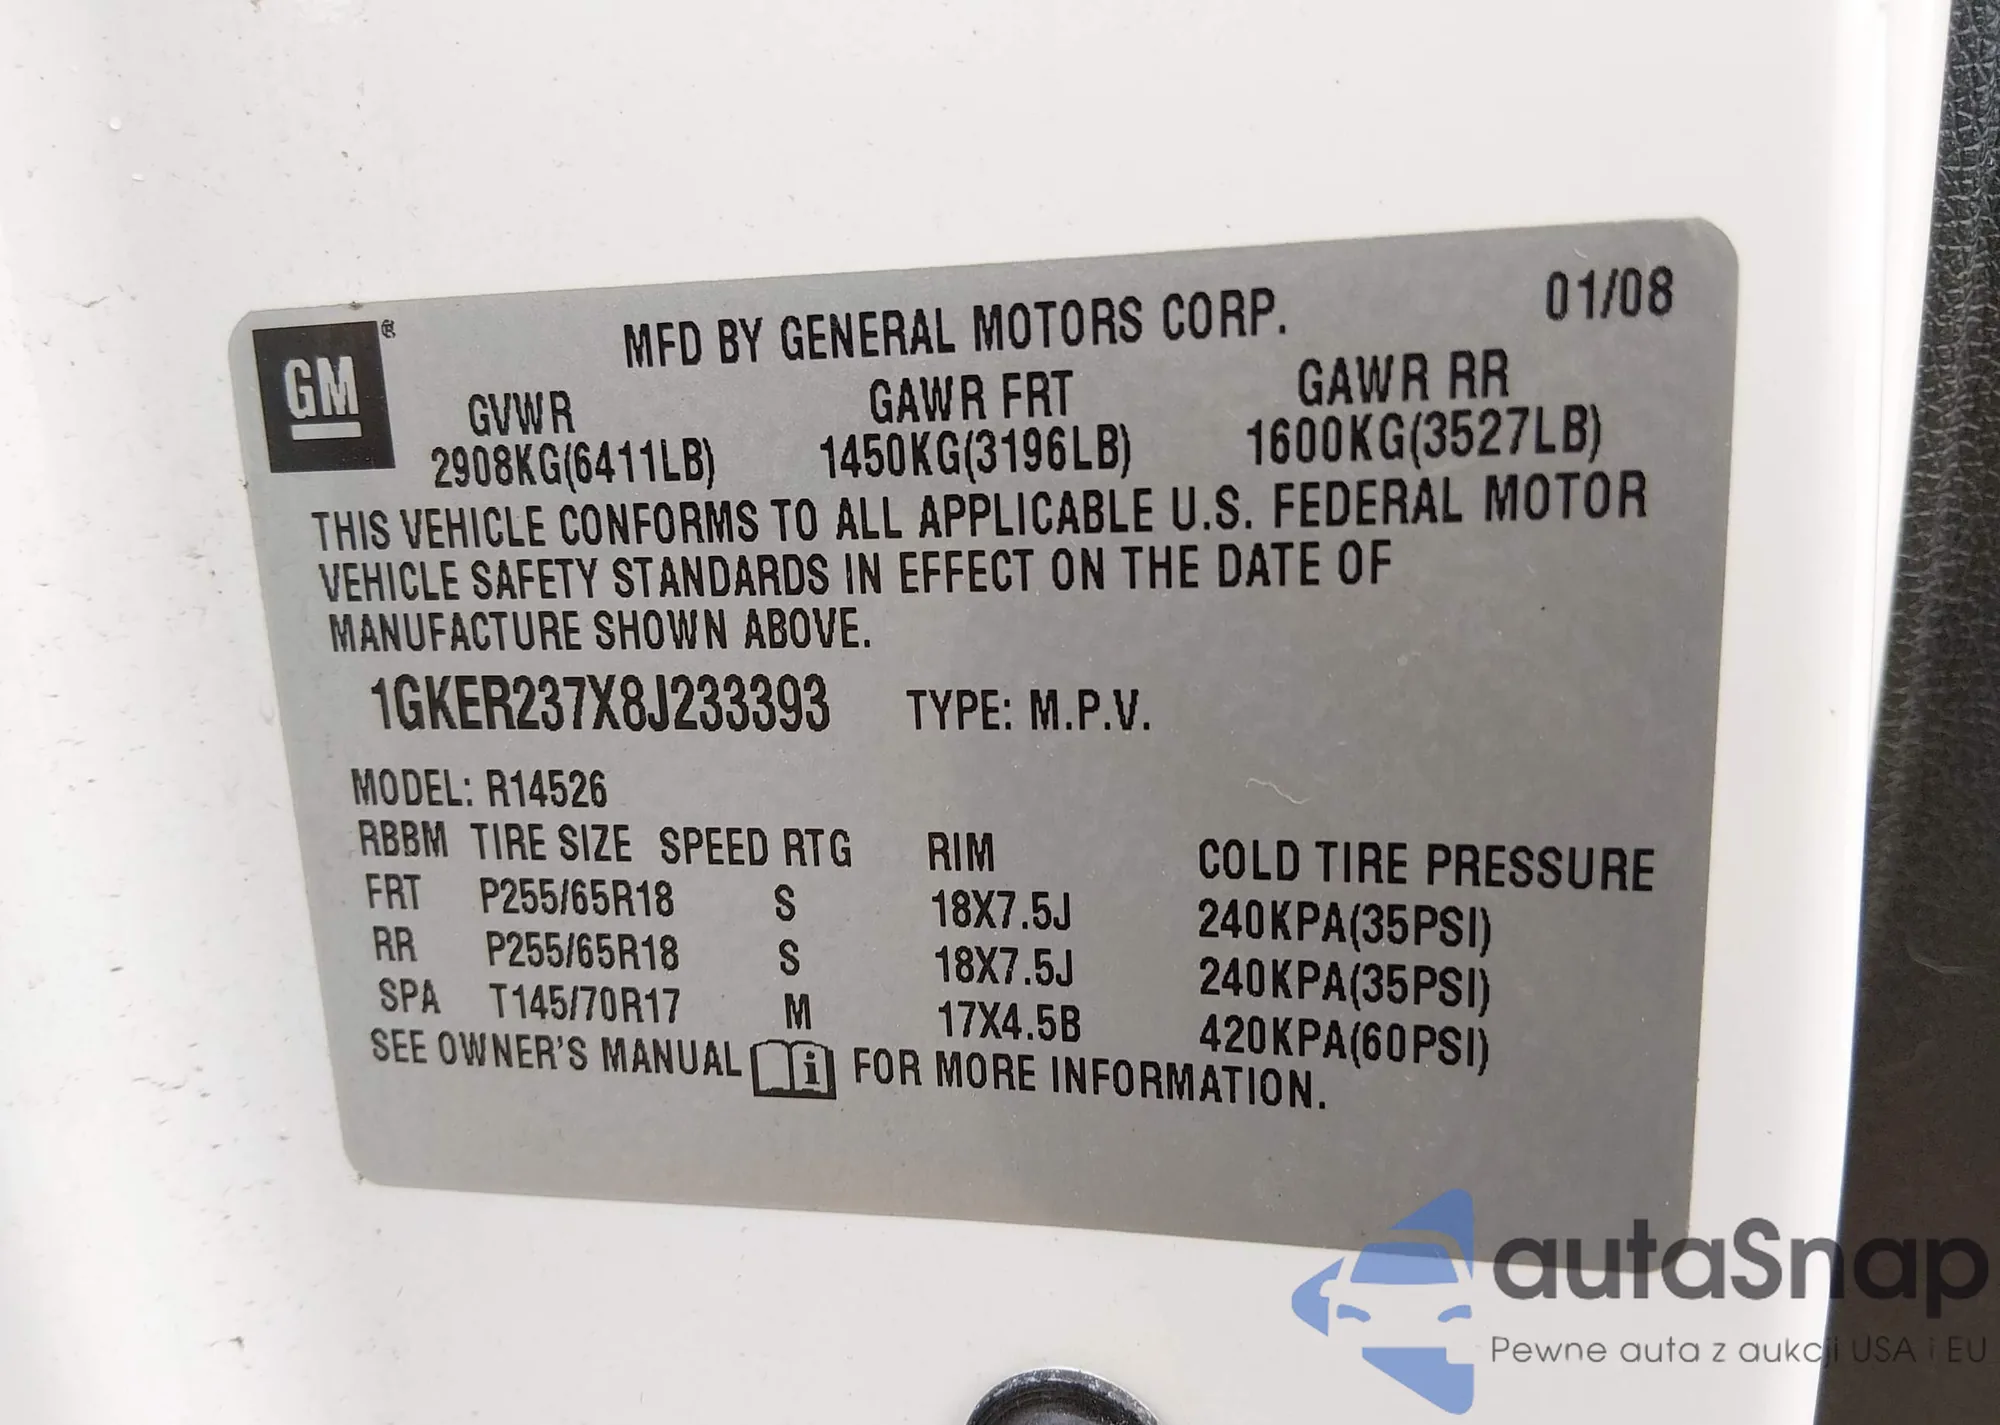 GM ®
MFD BY GENERAL MOTORS CORP. 01/08
GVWR GAWR FRT GAWR RR
2908KG(6411LB) 1450KG(3196LB) 1600KG(3527LB)
THIS VEHICLE CONFORMS TO ALL APPLICABLE U.S. FEDERAL MOTOR
VEHICLE SAFETY STANDARDS IN EFFECT ON THE DATE OF
MANUFACTURE SHOWN ABOVE.
1GKER237X8J233393 TYPE: M.P.V.
MODEL: R14526
RBBM TIRE SIZE SPEED RTG RIM COLD TIRE PRESSURE
FRT P255/65R18 S 18X7.5J 240KPA(35PSI)
RR P255/65R18 S 18X7.5J 240KPA(35PSI)
SPA T145/70R17 M 17X4.5B 420KPA(60PSI)
SEE OWNER'S MANUAL i FOR MORE INFORMATION.
autaSnap
Pewne auta z aukcji USA i EU